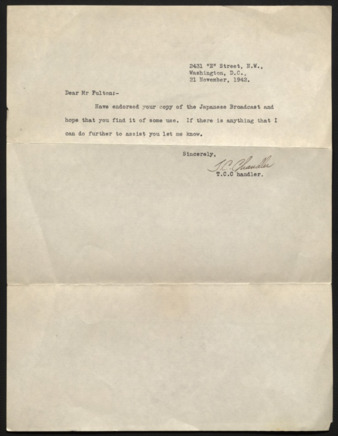 2431 "E" Street, N.W.,
Washington, D.C.,
21 November, 1943.
Dear Mr Fulton:-
Have endorsed your copy of the Japanese Broadcast and
hope that you find it of some use. If there is anything that I
can do further to assist you let me know.
Sincerely,
T.C. Chandler
T.C.C handler.